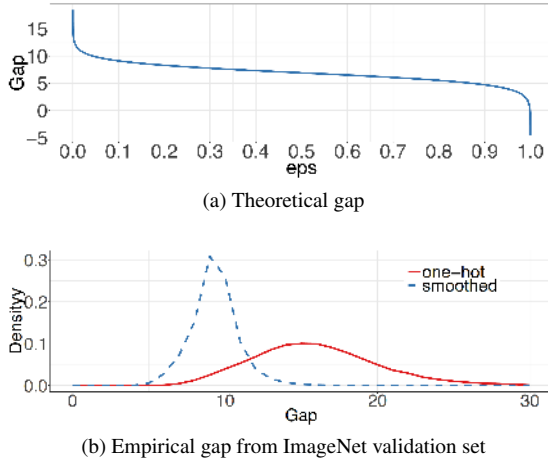 Gap
15
10
5
0
−5
0.0 0.1 0.2 0.3 0.4 0.5 0.6 0.7 0.8 0.9 1.0
eps
(a) Theoretical gap
Densityy
0.3
0.2
0.1
0.0
one-hot
smoothed
0 10 20 30
Gap
(b) Empirical gap from ImageNet validation set